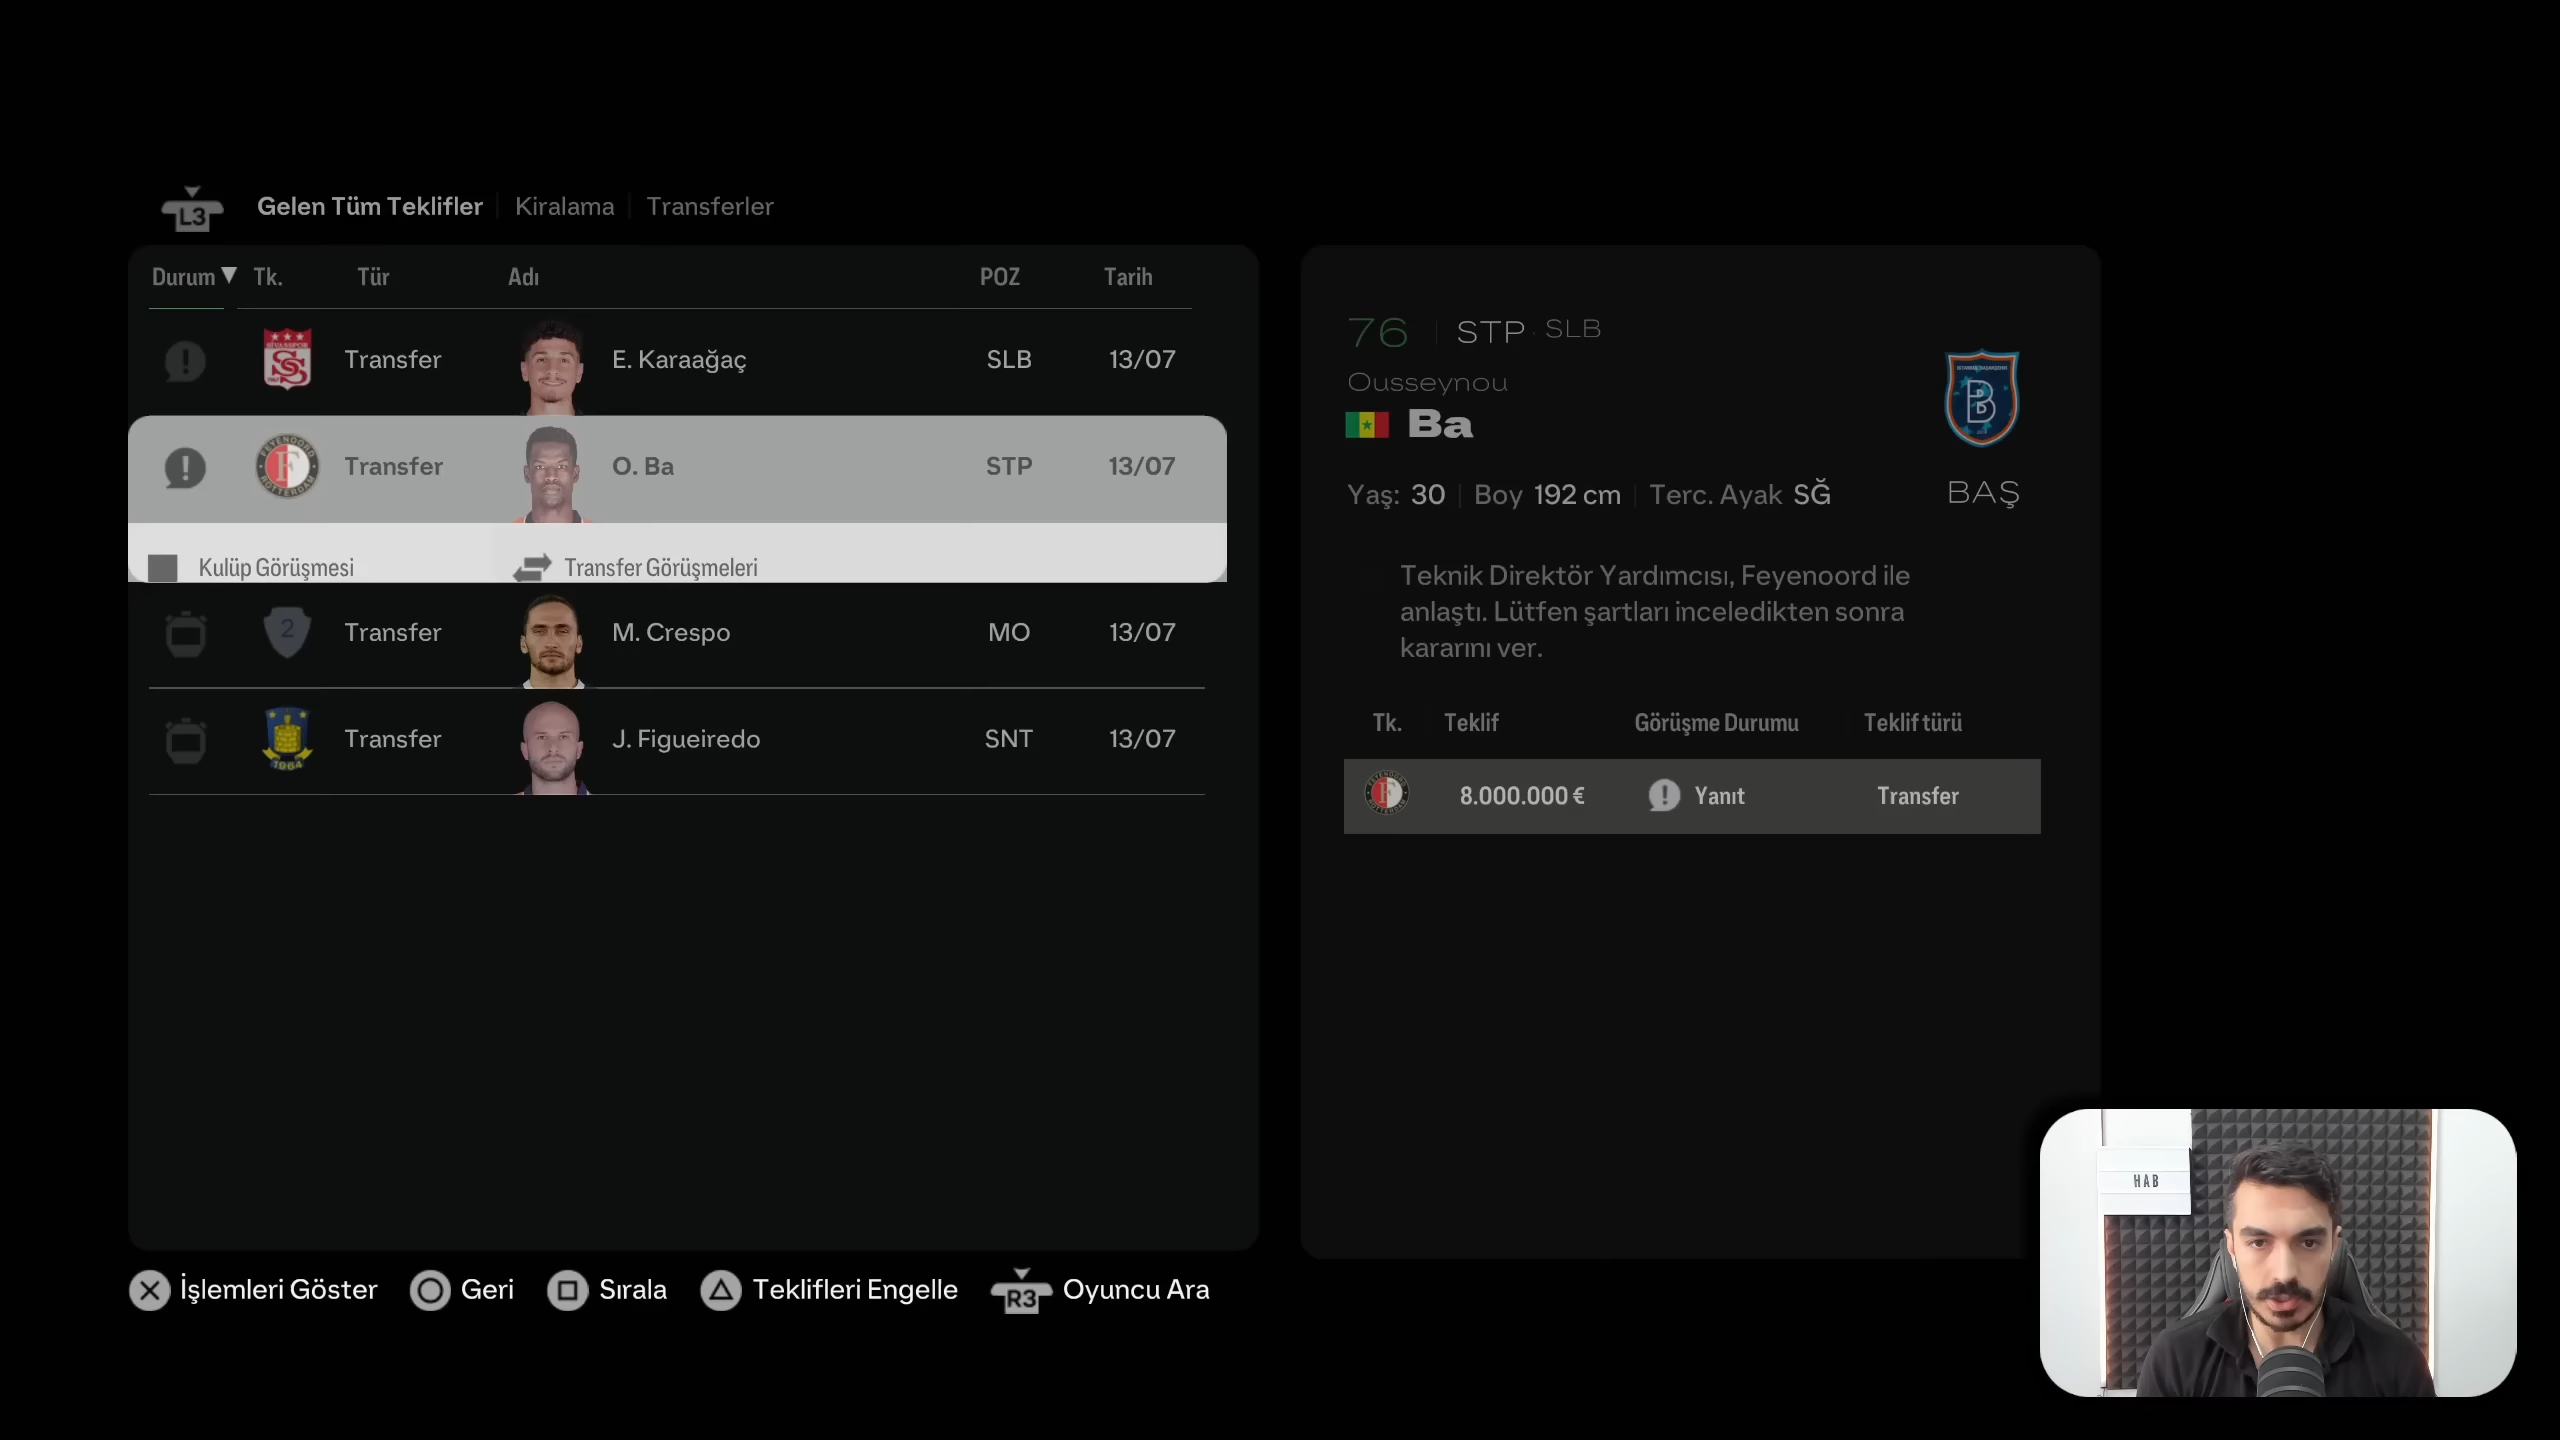 L3 Gelen Tüm Teklifler Kiralama Transferler
Durum Tk. Tür Adı POZ Tarih
Transfer E. Karaağaç SLB 13/07
Transfer O. Ba STP 13/07
Kulüp Görüşmesi Transfer Görüşmeleri
2 Transfer M. Crespo MO 13/07
1964 Transfer J. Figueiredo SNT 13/07
76 STP SLB
Ousseynou
Ba
BAŞ
Yaş: 30 Boy 192 cm Terc. Ayak SĞ
Teknik Direktör Yardımcısı, Feyenoord ile
anlaştı. Lütfen şartları inceledikten sonra
kararını ver.
Tk. Teklif Görüşme Durumu Teklif türü
8.000.000 € Yanıt Transfer
İşlemleri Göster Geri Sırala Teklifleri Engelle R3 Oyuncu Ara
HAB